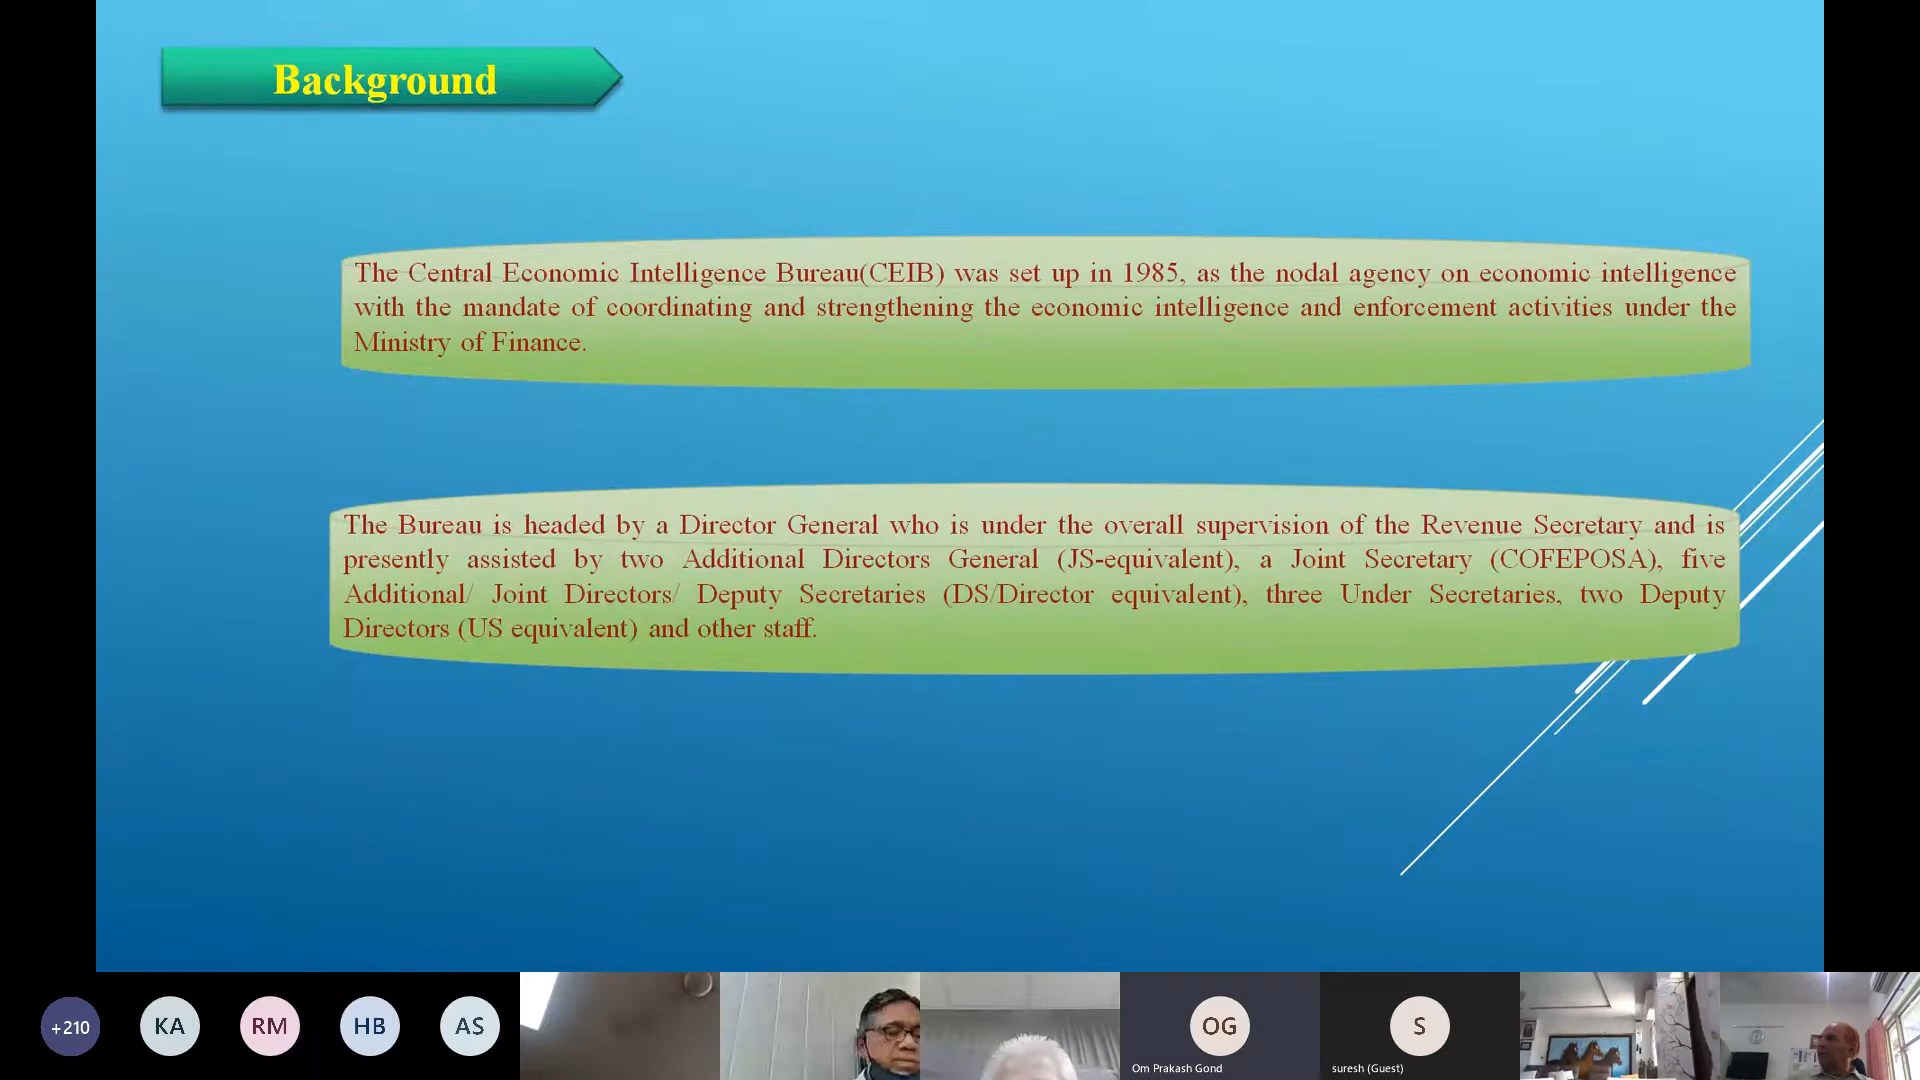 Background
The Central Economic Intelligence Bureau(CEIB) was set up in 1985, as the nodal agency on economic intelligence
with the mandate of coordinating and strengthening the economic intelligence and enforcement activities under the
Ministry of Finance.
The Bureau is headed by a Director General who is under the overall supervision of the Revenue Secretary and is
presently assisted by two Additional Directors General (JS-equivalent), a Joint Secretary (COFEPOSA), five
Additional/ Joint Directors/ Deputy Secretaries (DS/Director equivalent), three Under Secretaries, two Deputy
Directors (US equivalent) and other staff.
+210
KA
RM
HB
AS
OG
Om Prakash Gond
S
suresh (Guest)